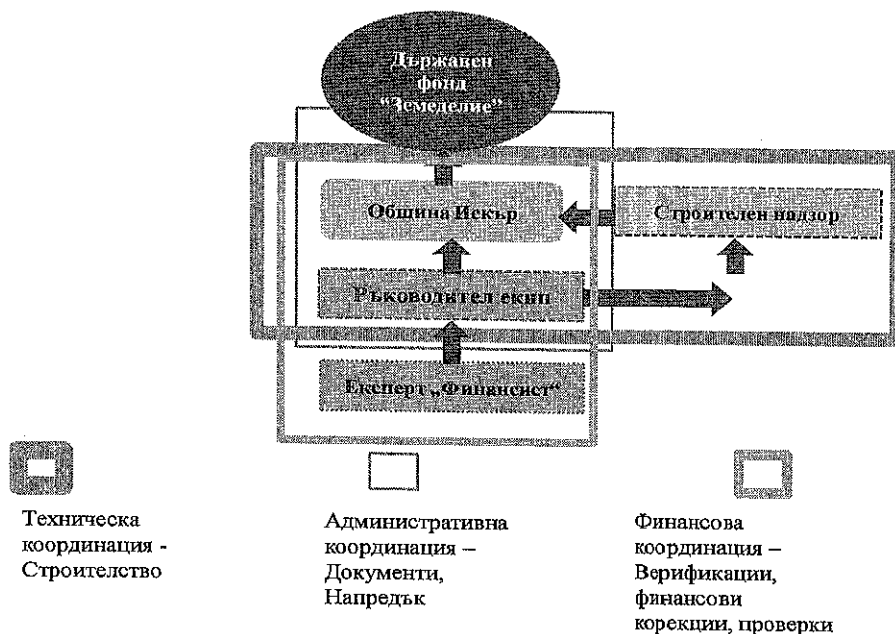 Държавен
фонд
“Земеделие”
Община Искър
Строителен надзор
Ръководител екип
Експерт „Финансист“
Техническа
координация -
Строителство
Административна
координация –
Документи,
Напредък
Финансова
координация –
Верификации,
финансови
корекции, проверки